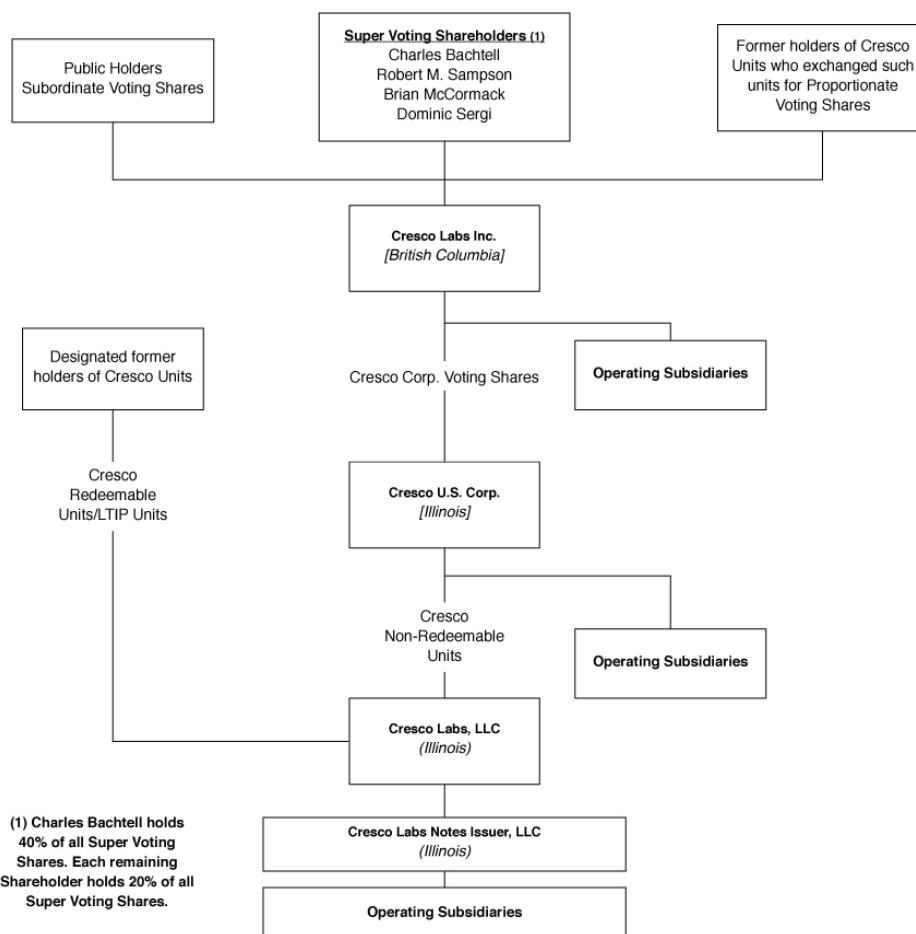 Public Holders
Subordinate Voting Shares
Super Voting Shareholders (1)
Charles Bachtell
Robert M. Sampson
Brian McCormack
Dominic Sergi
Former holders of Cresco
Units who exchanged such
units for Proportionate
Voting Shares
Cresco Labs Inc.
[British Columbia]
Designated former
holders of Cresco Units
Cresco Corp. Voting Shares
Operating Subsidiaries
Cresco
Redeemable
Units/LTIP Units
Cresco U.S. Corp.
[Illinois]
Cresco
Non-Redeemable
Units
Operating Subsidiaries
Cresco Labs, LLC
(Illinois)
(1) Charles Bachtell holds
40% of all Super Voting
Shares. Each remaining
Shareholder holds 20% of all
Super Voting Shares.
Cresco Labs Notes Issuer, LLC
(Illinois)
Operating Subsidiaries